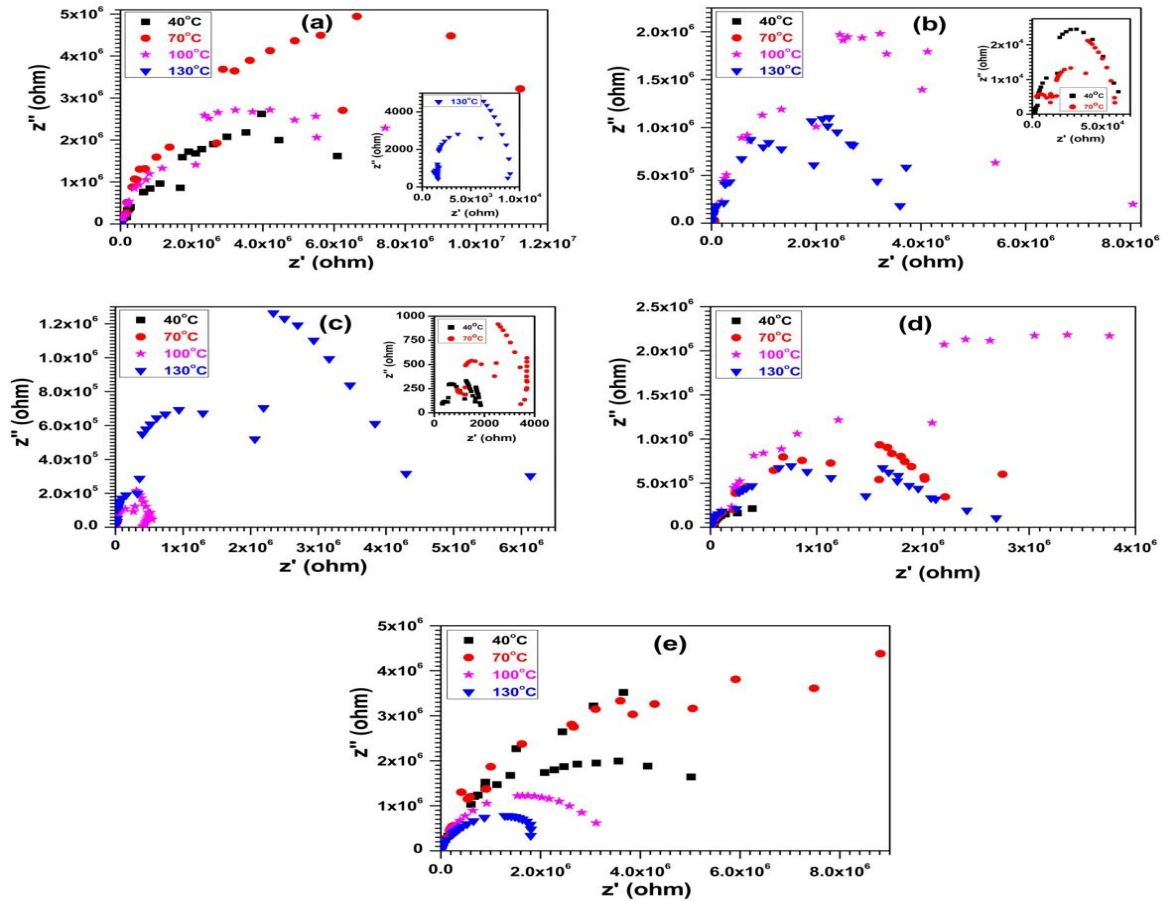 (a)
40°C
70°C
100°C
130°C
5x10⁶
4x10⁶
3x10⁶
2x10⁶
1x10⁶
0
z'' (ohm)
0.0 2.0x10⁶ 4.0x10⁶ 6.0x10⁶ 8.0x10⁶ 1.0x10⁷ 1.2x10⁷
z' (ohm)
130°C
4000
2000
0
z'' (ohm)
0.0 5.0x10³ 1.0x10⁴
z' (ohm)
(b)
40°C
70°C
100°C
130°C
2.0x10⁶
1.5x10⁶
1.0x10⁶
5.0x10⁵
0.0
z'' (ohm)
0.0 2.0x10⁶ 4.0x10⁶ 6.0x10⁶ 8.0x10⁶
z' (ohm)
2x10⁴
1x10⁴
0
z'' (ohm)
40°C
70°C
0.0 5.0x10⁴
z' (ohm)
(c)
40°C
70°C
100°C
130°C
1.2x10⁶
1.0x10⁶
8.0x10⁵
6.0x10⁵
4.0x10⁵
2.0x10⁵
0.0
z'' (ohm)
0 1x10⁶ 2x10⁶ 3x10⁶ 4x10⁶ 5x10⁶ 6x10⁶
z' (ohm)
40°C
70°C
1000
750
500
250
0
z'' (ohm)
0 2000 4000
z' (ohm)
(d)
40°C
70°C
100°C
130°C
2.5x10⁶
2.0x10⁶
1.5x10⁶
1.0x10⁶
5.0x10⁵
0.0
z'' (ohm)
0 1x10⁶ 2x10⁶ 3x10⁶ 4x10⁶
z' (ohm)
(e)
40°C
70°C
100°C
130°C
5x10⁶
4x10⁶
3x10⁶
2x10⁶
1x10⁶
0
z'' (ohm)
0.0 2.0x10⁶ 4.0x10⁶ 6.0x10⁶ 8.0x10⁶
z' (ohm)